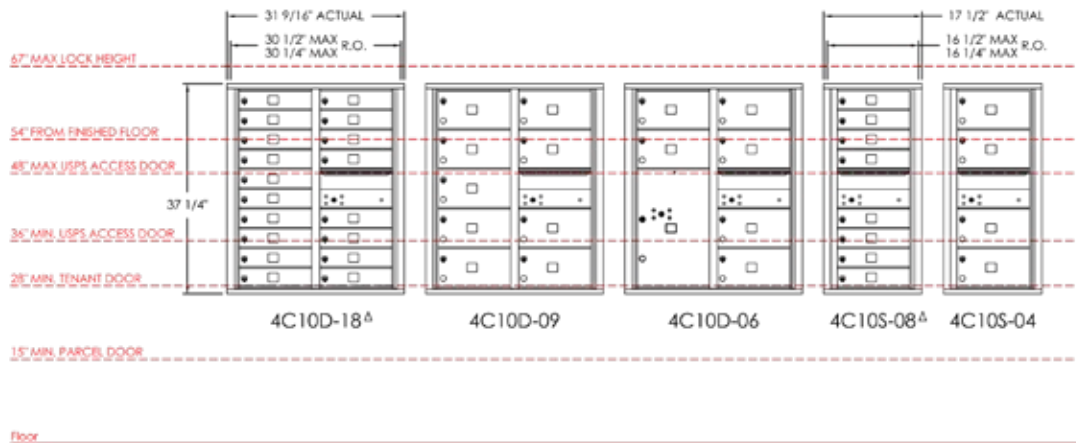 31 9/16" ACTUAL
30 1/2" MAX R.O.
30 1/4" MAX
17 1/2" ACTUAL
16 1/2" MAX R.O.
16 1/4" MAX
67" MAX LOCK HEIGHT
54" FROM FINISHED FLOOR
48" MAX USPS ACCESS DOOR
37 1/4"
36" MIN. USPS ACCESS DOOR
28" MIN. TENANT DOOR
4C10D-18Δ
4C10D-09
4C10D-06
4C10S-08Δ
4C10S-04
15" MIN. PARCEL DOOR
Floor